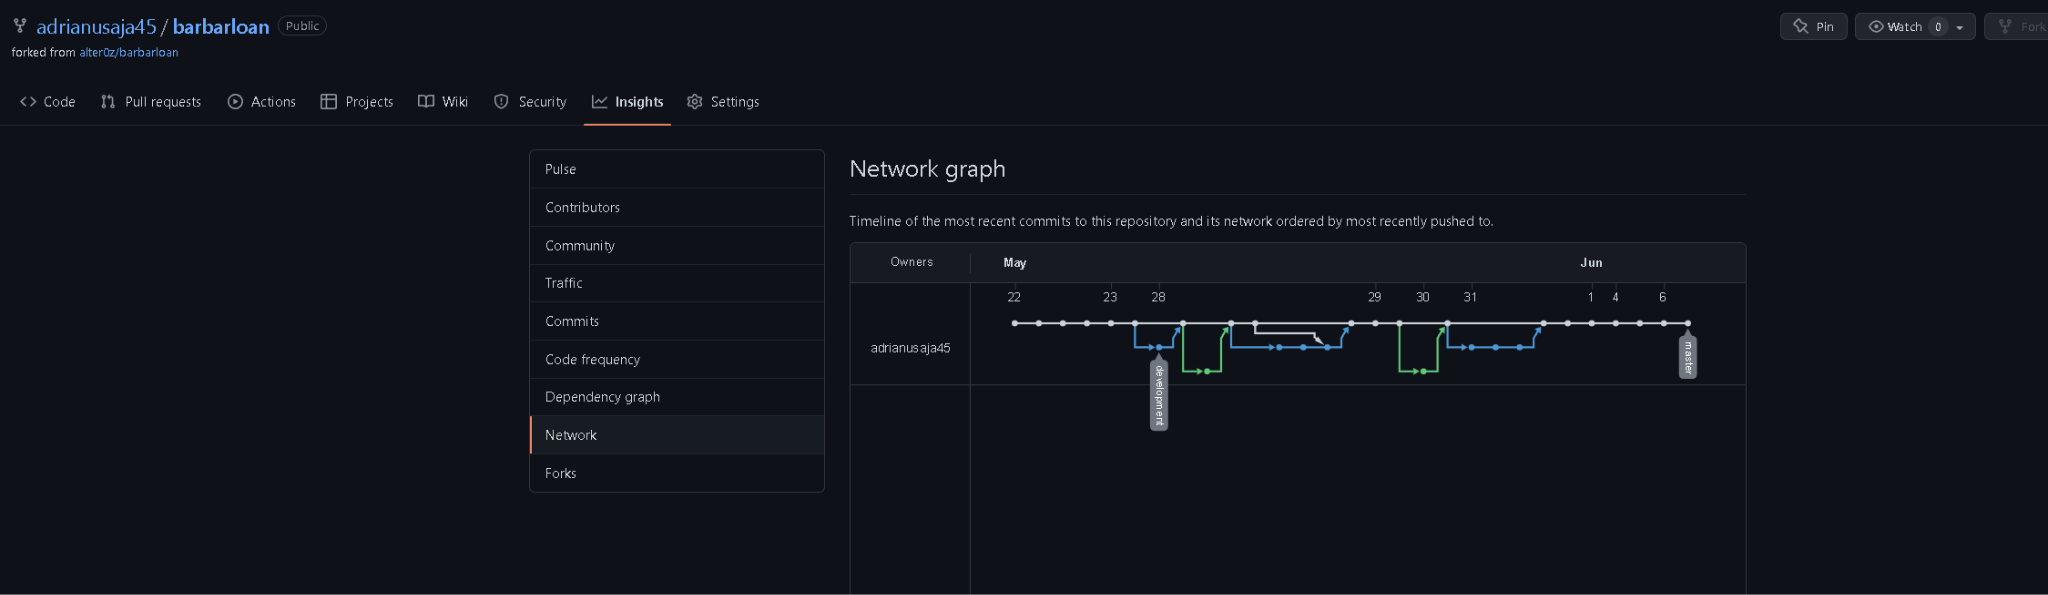 adrianusaja45 / barbarloan Public
Pin Watch 0 Fork
forked from alter0z/barbarloan
Code Pull requests Actions Projects Wiki Security Insights Settings
Pulse
Contributors
Community
Traffic
Commits
Code frequency
Dependency graph
Network
Forks
Network graph
Timeline of the most recent commits to this repository and its network ordered by most recently pushed to.
Owners May Jun
22 23 28 29 30 31 1 4 6
adrianusaja45
development
master